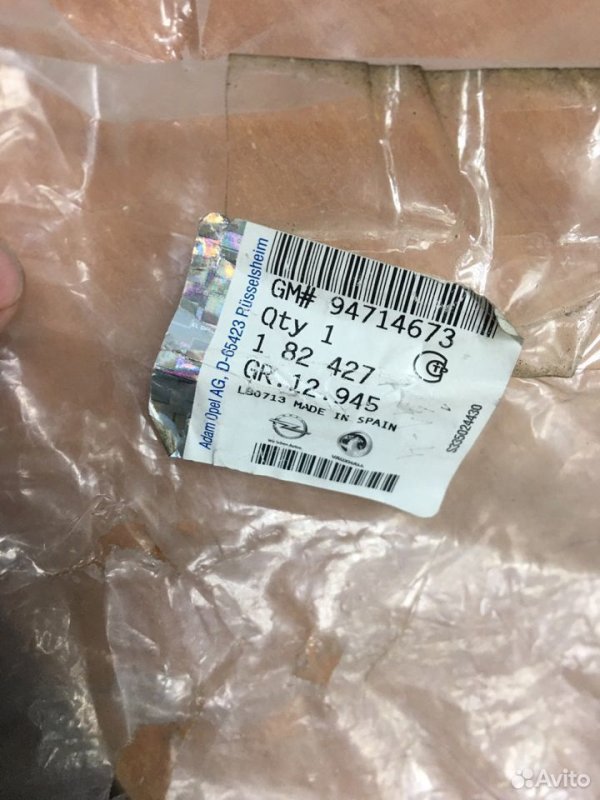 Adam Opel AG, D-65423 Rüsselsheim
GM# 94714673
Qty 1
1 82 427
GR.12.945
LB0713 MADE IN SPAIN
VAUXHALL
S35024430
Avito